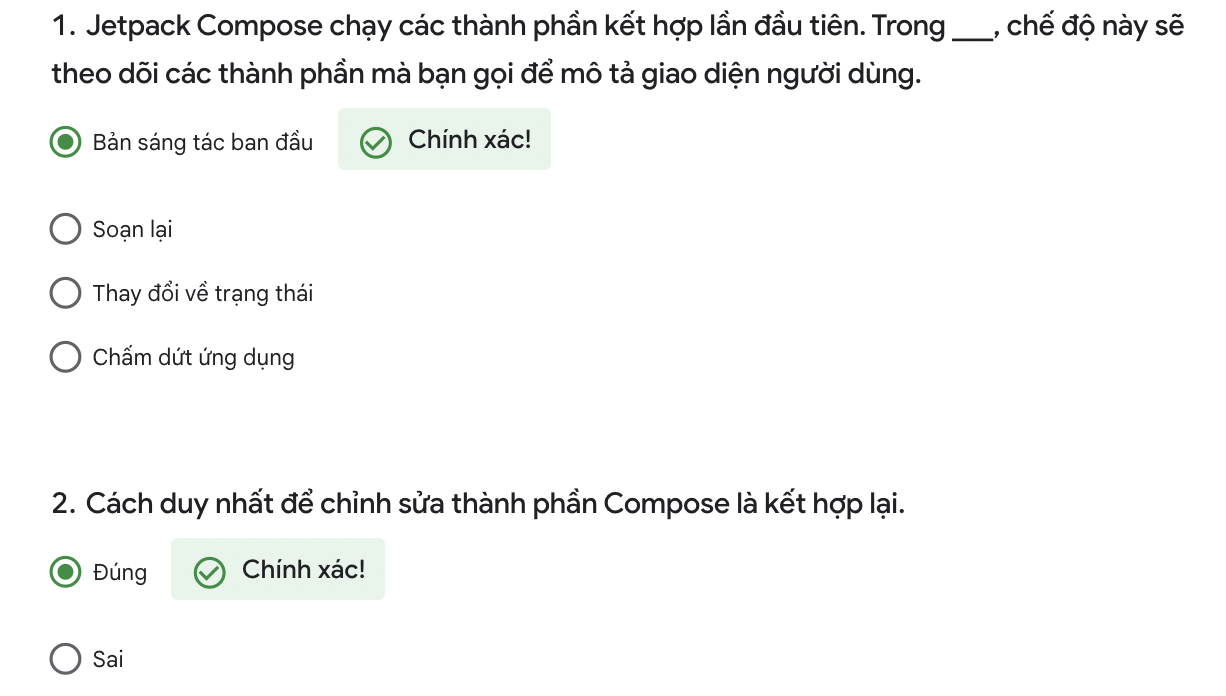 1. Jetpack Compose chạy các thành phần kết hợp lần đầu tiên. Trong ___, chế độ này sẽ
theo dõi các thành phần mà bạn gọi để mô tả giao diện người dùng.
Bản sáng tác ban đầu
Chính xác!
Soạn lại
Thay đổi về trạng thái
Chấm dứt ứng dụng
2. Cách duy nhất để chỉnh sửa thành phần Compose là kết hợp lại.
Đúng
Chính xác!
Sai